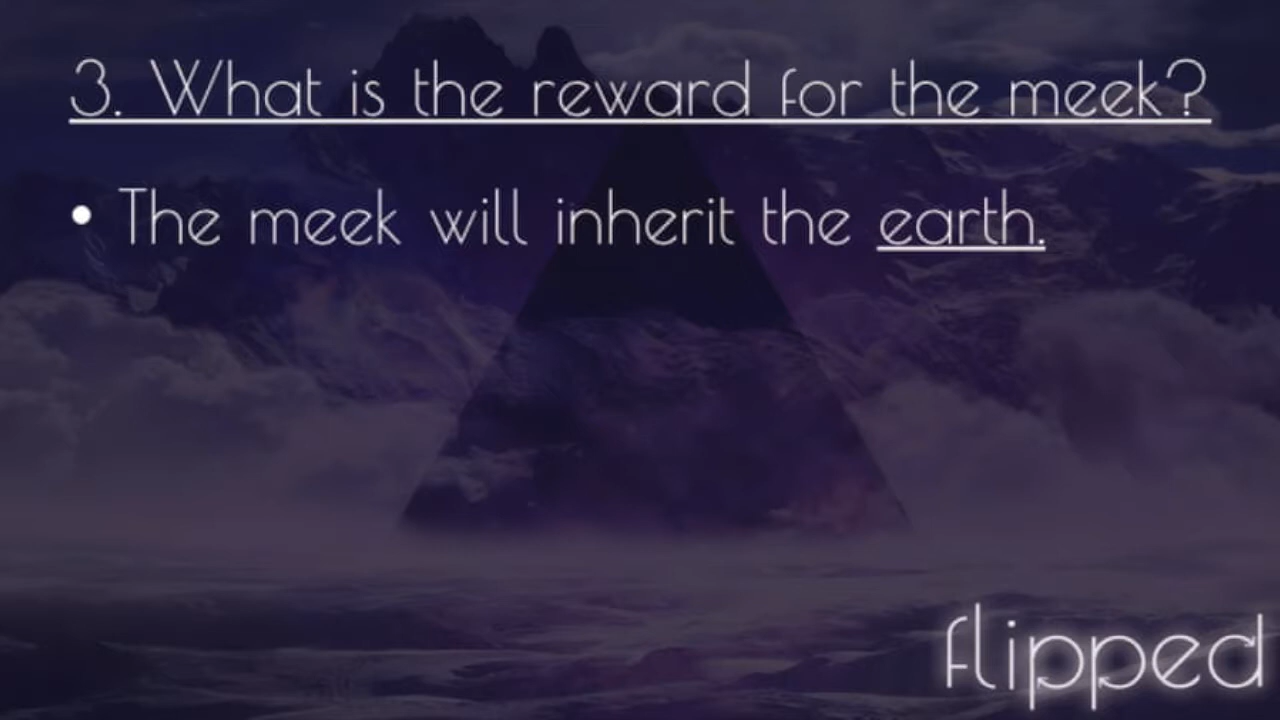 3. What is the reward for the meek?
• The meek will inherit the earth.
flipped